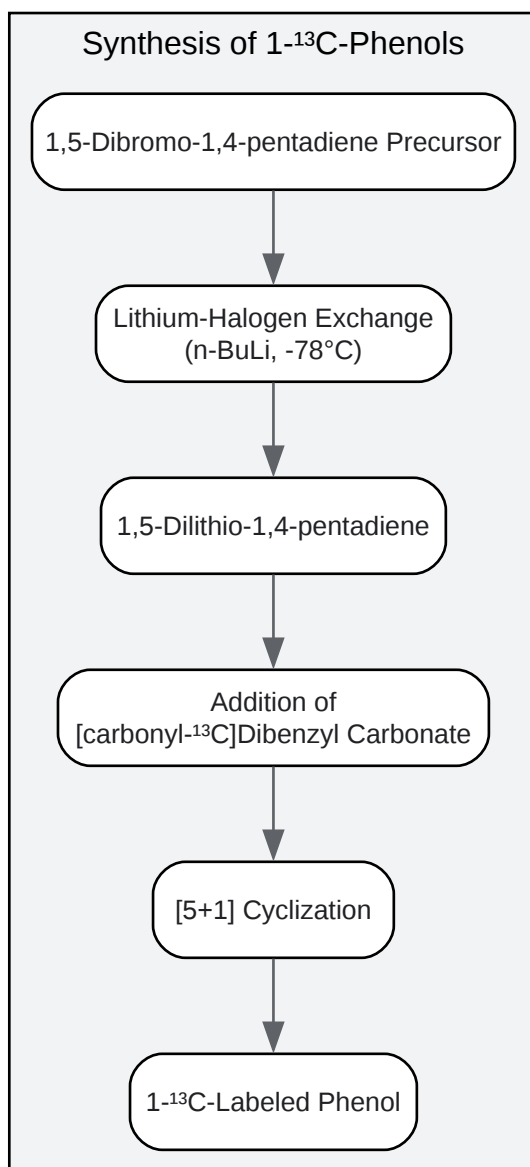 Synthesis of 1-¹³C-Phenols
1,5-Dibromo-1,4-pentadiene Precursor
Lithium-Halogen Exchange
(n-BuLi, -78°C)
1,5-Dilithio-1,4-pentadiene
Addition of
[carbonyl-¹³C]Dibenzyl Carbonate
[5+1] Cyclization
1-¹³C-Labeled Phenol